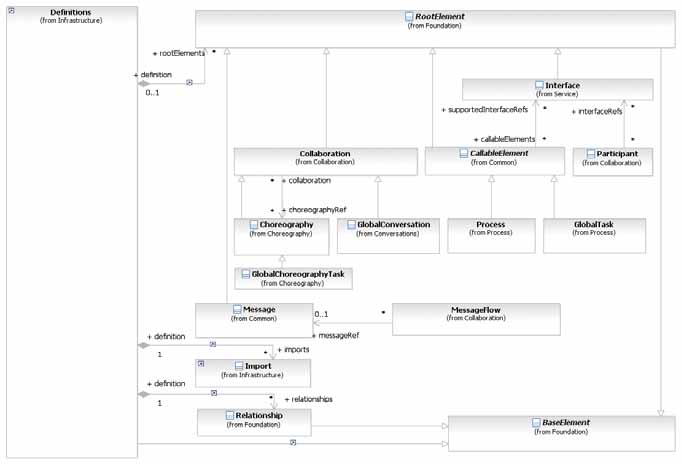 Definitions
(from Infrastructure)
RootElement
(from Foundation)
+ rootElements
*
+ definition
0..1
Interface
(from Service)
+ supportedInterfaceRefs
*
+ interfaceRefs
*
+ callableElements
*
*
Collaboration
(from Collaboration)
CallableElement
(from Common)
Participant
(from Collaboration)
*
+ collaboration
*
+ choreographyRef
Choreography
(from Choreography)
GlobalConversation
(from Conversations)
Process
(from Process)
GlobalTask
(from Process)
GlobalChoreographyTask
(from Choreography)
Message
(from Common)
0..1
*
MessageFlow
(from Collaboration)
+ messageRef
+ definition
1
*
+ imports
Import
(from Infrastructure)
+ definition
1
*
+ relationships
Relationship
(from Foundation)
BaseElement
(from Foundation)